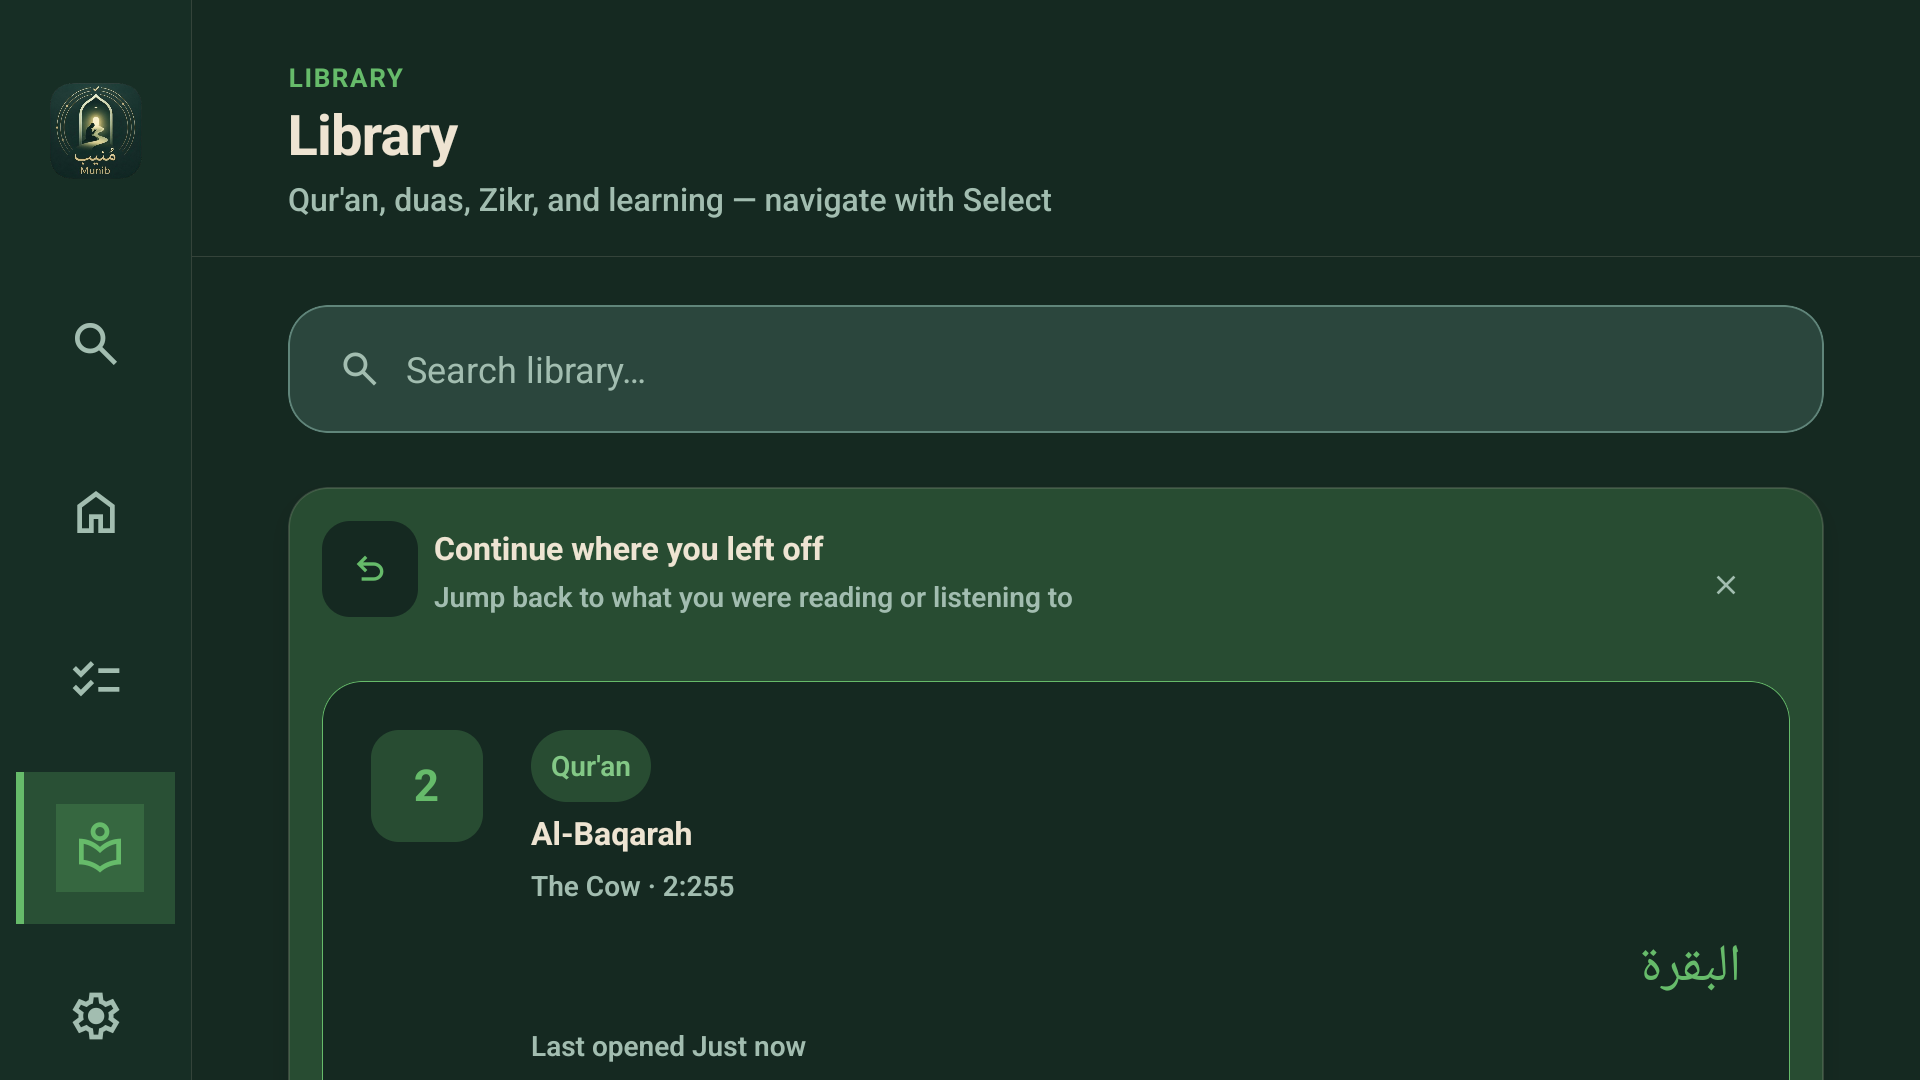 مُنيب
Munib
LIBRARY
Library
Qur'an, duas, Zikr, and learning — navigate with Select
Search library...
Continue where you left off
Jump back to what you were reading or listening to
2
Qur'an
Al-Baqarah
The Cow · 2:255
البقرة
Last opened Just now